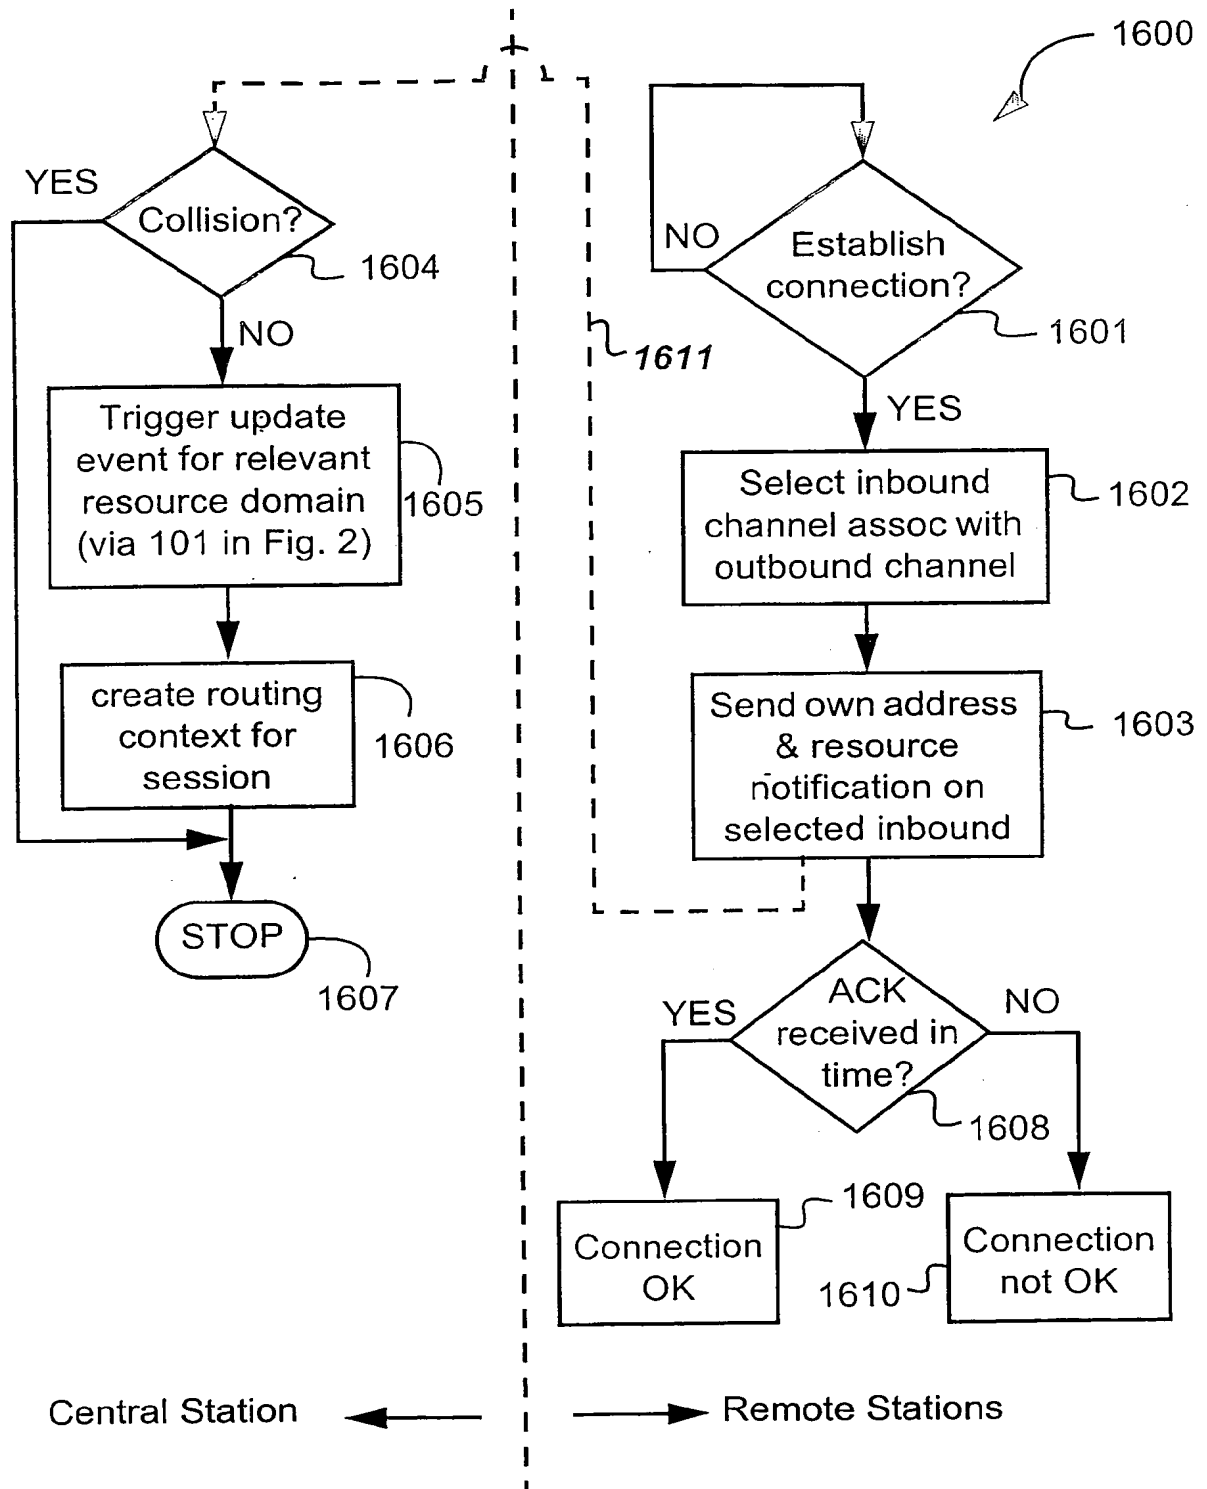 1600
YES
Collision?
1604
NO
Trigger update
event for relevant
resource domain
(via 101 in Fig. 2)
1605
create routing
context for
session
1606
STOP
1607
NO
Establish
connection?
1601
1611
YES
Select inbound
channel assoc with
outbound channel
1602
Send own address
& resource
notification on
selected inbound
1603
YES
ACK
received in
time?
NO
1608
1609
Connection
OK
Connection
not OK
1610
Central Station
Remote Stations